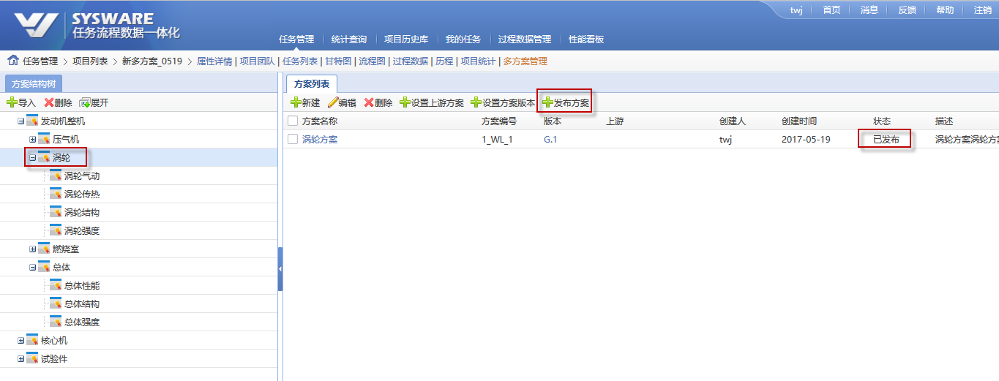 twj 首页 消息 反馈 帮助 注销
SYSWARE
任务流程数据一体化
任务管理 统计查询 项目历史库 我的任务 过程数据管理 性能看板
任务管理 > 项目列表 > 新多方案_0519 > 属性详情 | 项目团队 | 任务列表 | 甘特图 | 流程图 | 过程数据 | 历程 | 项目统计 | 多方案管理
方案结构树
导入 删除 展开
发动机整机
压气机
涡轮
涡轮气动
涡轮传热
涡轮结构
涡轮强度
燃烧室
总体
总体性能
总体结构
总体强度
核心机
试验件
方案列表
新建 编辑 删除 设置上游方案 设置方案版本 发布方案
方案名称 方案编号 版本 上游 创建人 创建时间 状态 描述
涡轮方案 1_WL_1 G.1 twj 2017-05-19 已发布 涡轮方案涡轮方案